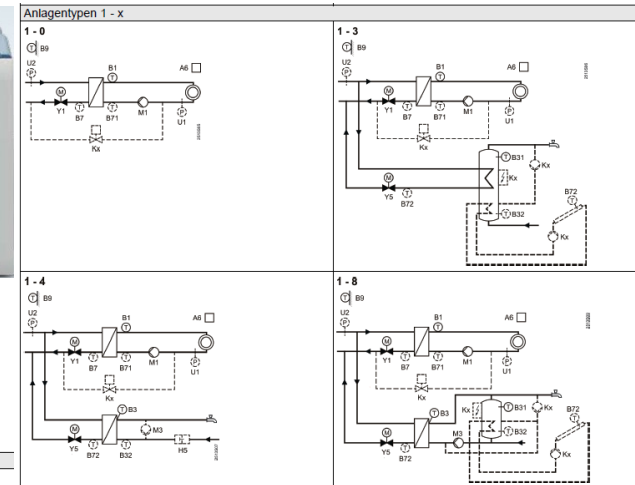 Anlagentypen 1 - x
1 - 0
T B9
U2
P
B1
T
A6
M
Y1
T
B7
T
B71
M1
P
U1
Kx
1 - 3
T B9
U2
P
B1
T
A6
M
Y1
T
B7
T
B71
M1
P
U1
Kx
T B31
Kx
Kx
M
Y5
T
B72
T B32
B72
T
Kx
1 - 4
T B9
U2
P
B1
T
A6
M
Y1
T
B7
T
B71
M1
P
U1
Kx
T B3
M3
M
Y5
T
B72
T
B32
H5
1 - 8
T B9
U2
P
B1
T
A6
M
Y1
T
B7
T
B71
M1
P
U1
Kx
T B3
Kx
T B31
Kx
B72
T
M3
T B32
M
Y5
T
B72
Kx